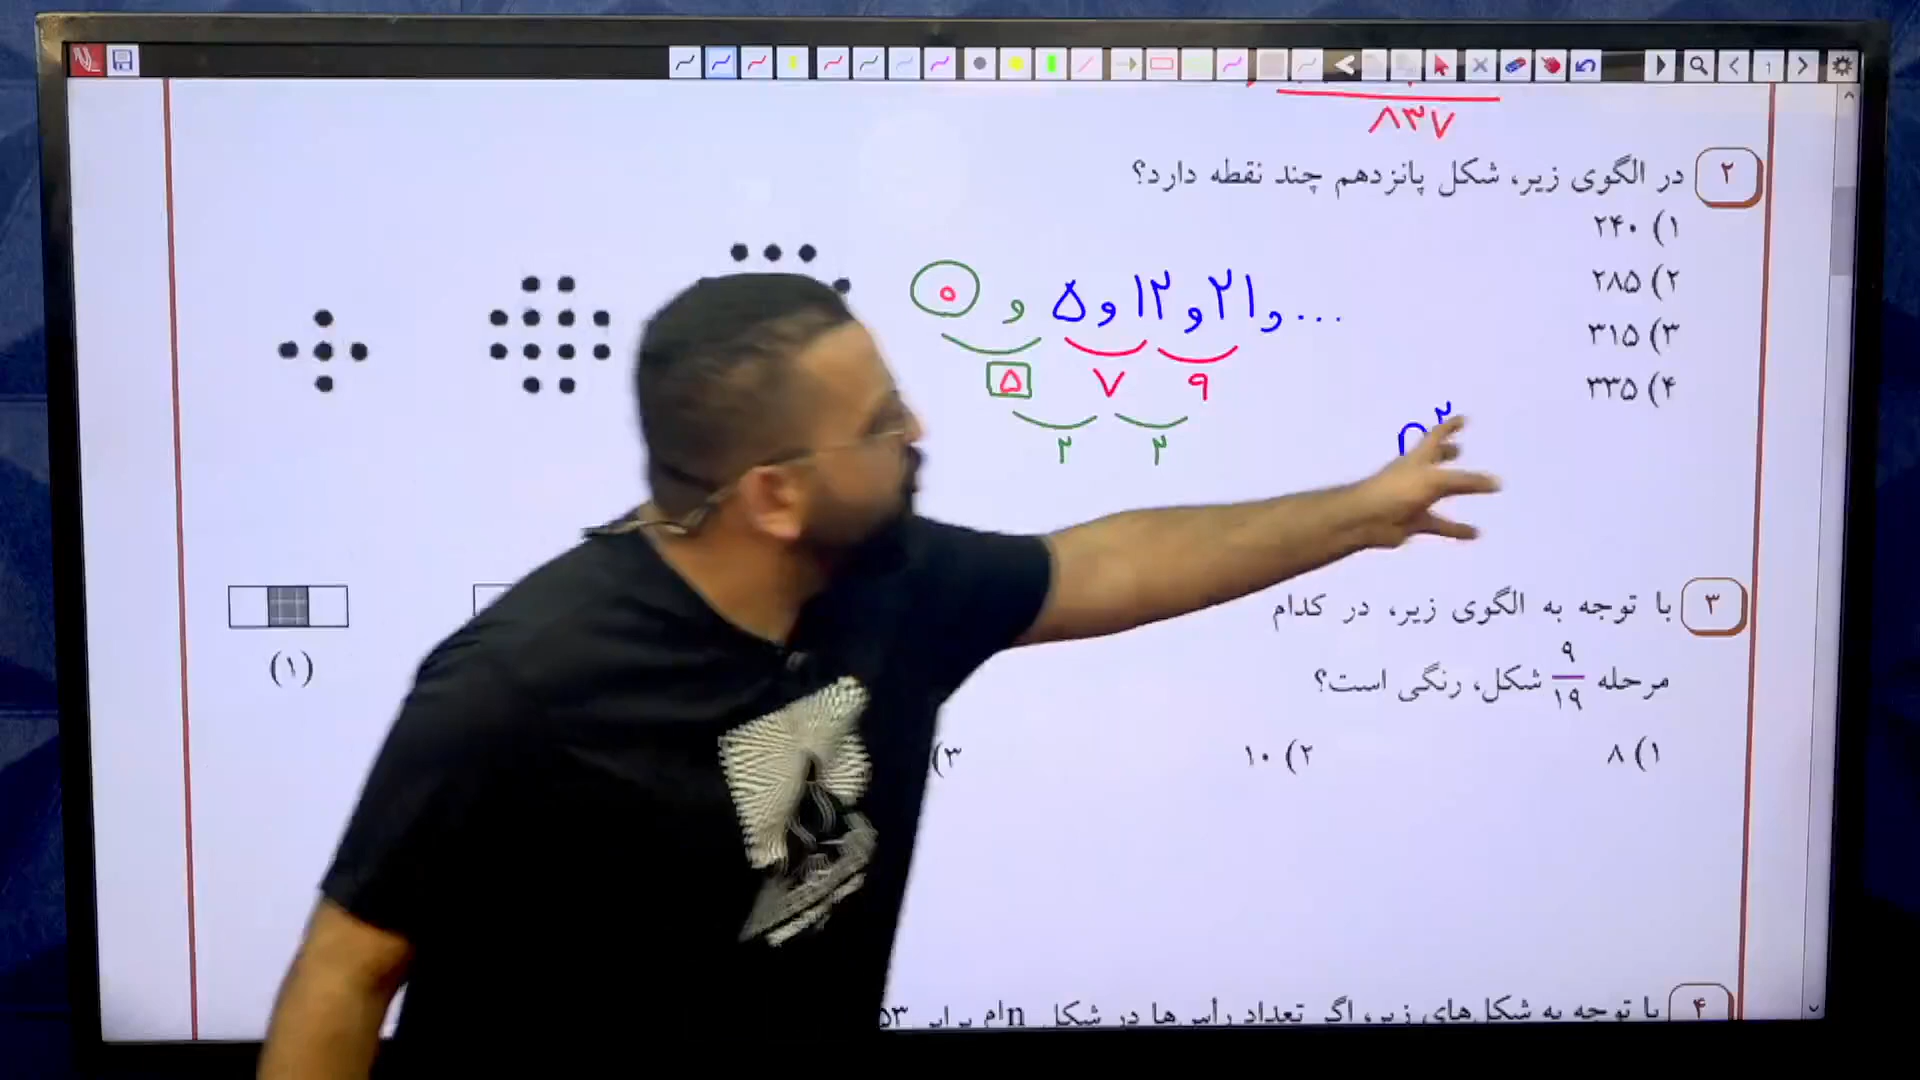 ۸۳۷
۲ در الگوی زیر، شکل پانزدهم چند نقطه دارد؟
۱) ۲۴۰
۲) ۲۸۵
۳) ۳۱۵
۴) ۳۳۵
۰ و ۵ و ۱۲ و ۲۱ و ...
۵ ۷ ۹
۲ ۲
n²
۳ با توجه به الگوی زیر، در کدام
مرحله ۹/۱۹ شکل، رنگی است؟
(۱)
۱) ۸
۲) ۱۰
۳)
۴ با توجه به شکل‌های زیر، اگر تعداد رأس‌ها در شکل nام برابر ۵۳
1